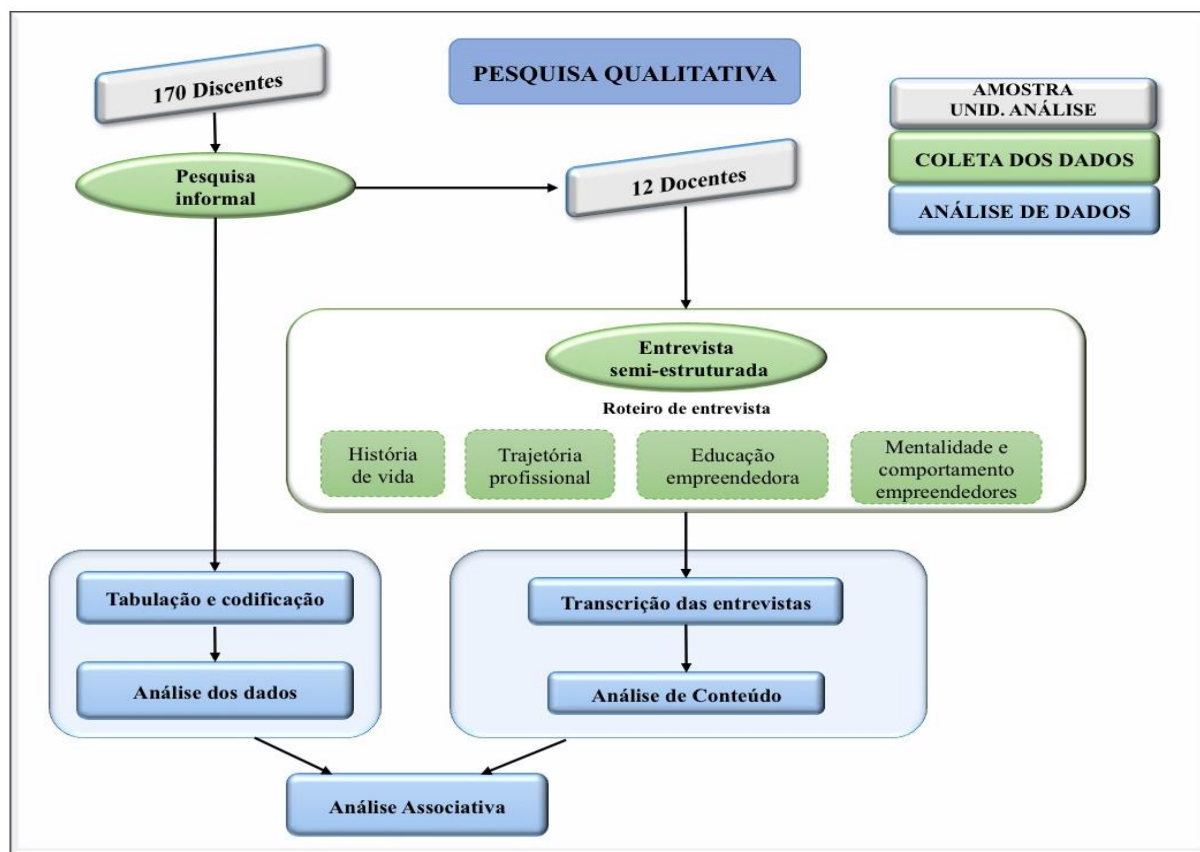 170 Discentes
PESQUISA QUALITATIVA
AMOSTRA
UNID. ANÁLISE
COLETA DOS DADOS
ANÁLISE DE DADOS
Pesquisa
informal
12 Docentes
Entrevista
semi-estruturada
Roteiro de entrevista
História
de vida
Trajetória
profissional
Educação
empreendedora
Mentalidade e
comportamento
empreendedores
Tabulação e codificação
Análise dos dados
Transcrição das entrevistas
Análise de Conteúdo
Análise Associativa